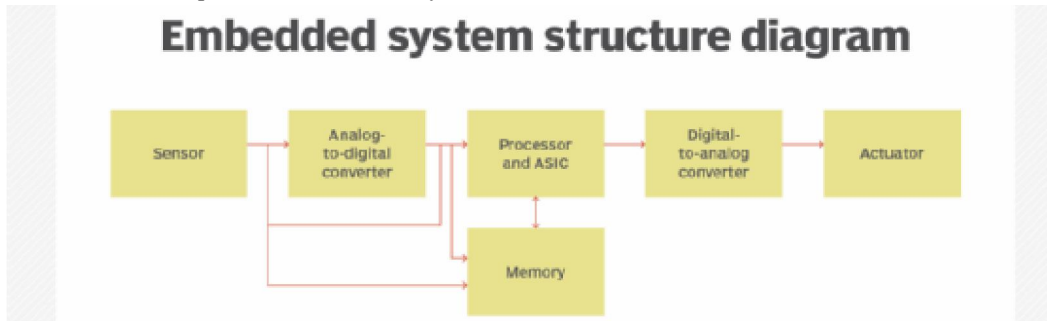 Embedded system structure diagram
Sensor
Analog-
to-digital
converter
Processor
and ASIC
Digital-
to-analog
converter
Actuator
Memory